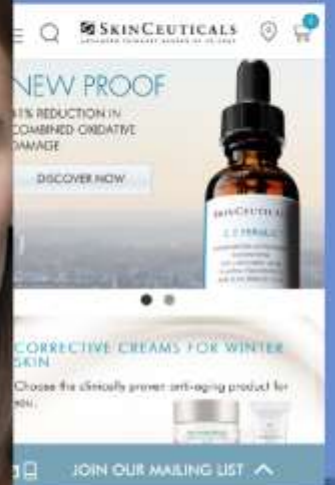 SKINCEUTICALS
NEW PROOF
REDUCTION IN
COMBINED OXIDATIVE
DAMAGE
DISCOVER NOW
SKINCEUTICALS
CORRECTIVE CREAMS FOR WINTER
SKIN
Choose the clinically proven anti-aging product for
you.
JOIN OUR MAILING LIST